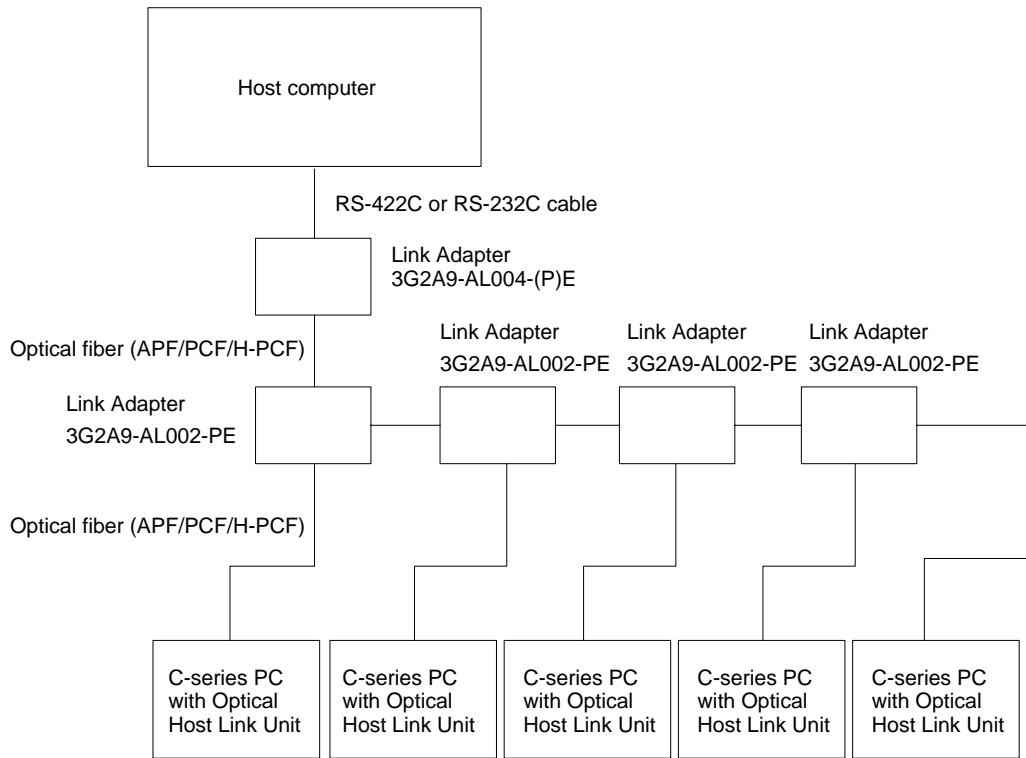 Host computer
RS-422C or RS-232C cable
Link Adapter
3G2A9-AL004-(P)E
Optical fiber (APF/PCF/H-PCF)
Link Adapter
3G2A9-AL002-PE
Link Adapter
3G2A9-AL002-PE
Link Adapter
3G2A9-AL002-PE
Link Adapter
3G2A9-AL002-PE
Optical fiber (APF/PCF/H-PCF)
C-series PC
with Optical
Host Link Unit
C-series PC
with Optical
Host Link Unit
C-series PC
with Optical
Host Link Unit
C-series PC
with Optical
Host Link Unit
C-series PC
with Optical
Host Link Unit